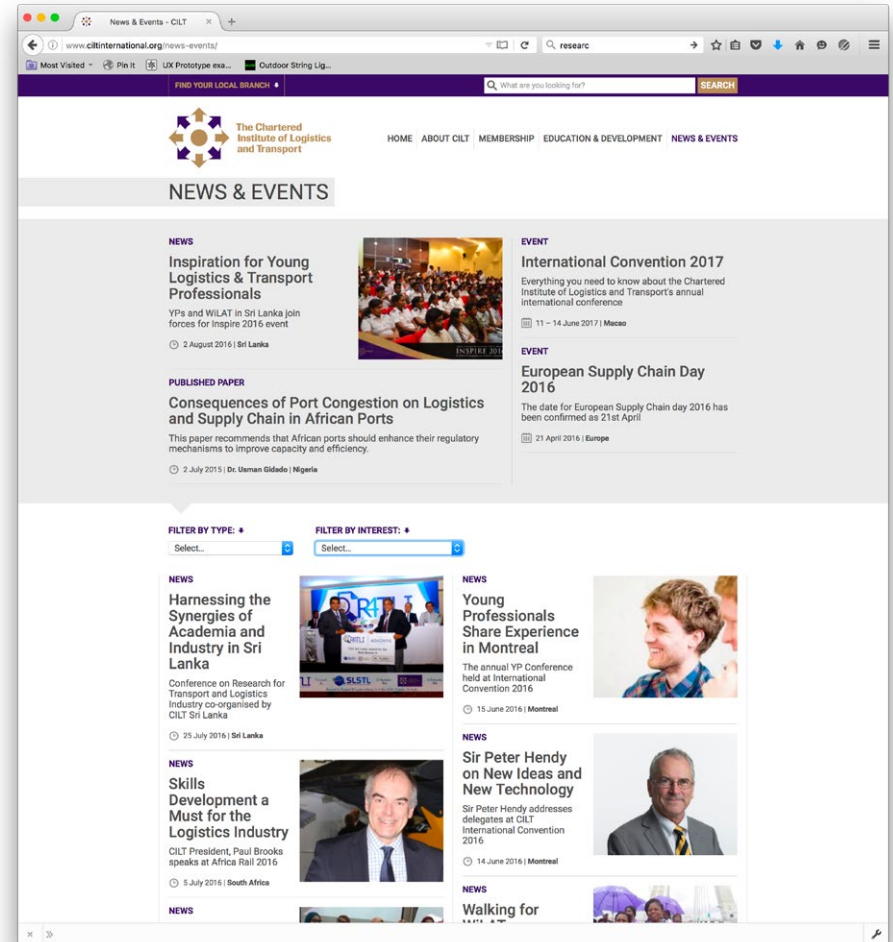 News & Events - CILT
www.ciltinternational.org/news-events/
researc
Most Visited
Pin It
UX Prototype exa...
Outdoor String Lig...
FIND YOUR LOCAL BRANCH
What are you looking for?
SEARCH
The Chartered
Institute of Logistics
and Transport
HOME ABOUT CILT MEMBERSHIP EDUCATION & DEVELOPMENT NEWS & EVENTS
NEWS & EVENTS
NEWS
Inspiration for Young
Logistics & Transport
Professionals
YPs and WiLAT in Sri Lanka join
forces for Inspire 2016 event
2 August 2016 | Sri Lanka
INSPIRE 2016
PUBLISHED PAPER
Consequences of Port Congestion on Logistics
and Supply Chain in African Ports
This paper recommends that African ports should enhance their regulatory
mechanisms to improve capacity and efficiency.
2 July 2015 | Dr. Usman Gidado | Nigeria
EVENT
International Convention 2017
Everything you need to know about the Chartered
Institute of Logistics and Transport's annual
international conference
11 – 14 June 2017 | Macao
EVENT
European Supply Chain Day
2016
The date for European Supply Chain day 2016 has
been confirmed as 21st April
21 April 2016 | Europe
FILTER BY TYPE:
Select...
FILTER BY INTEREST:
Select...
NEWS
Harnessing the
Synergies of
Academia and
Industry in Sri
Lanka
Conference on Research for
Transport and Logistics
Industry co-organised by
CILT Sri Lanka
25 July 2016 | Sri Lanka
R4TLI
SLSTL
NEWS
Skills
Development a
Must for the
Logistics Industry
CILT President, Paul Brooks
speaks at Africa Rail 2016
5 July 2016 | South Africa
NEWS
NEWS
Young
Professionals
Share Experience
in Montreal
The annual YP Conference
held at International
Convention 2016
15 June 2016 | Montreal
NEWS
Sir Peter Hendy
on New Ideas and
New Technology
Sir Peter Hendy addresses
delegates at CILT
International Convention
2016
14 June 2016 | Montreal
NEWS
Walking for
WiLAT